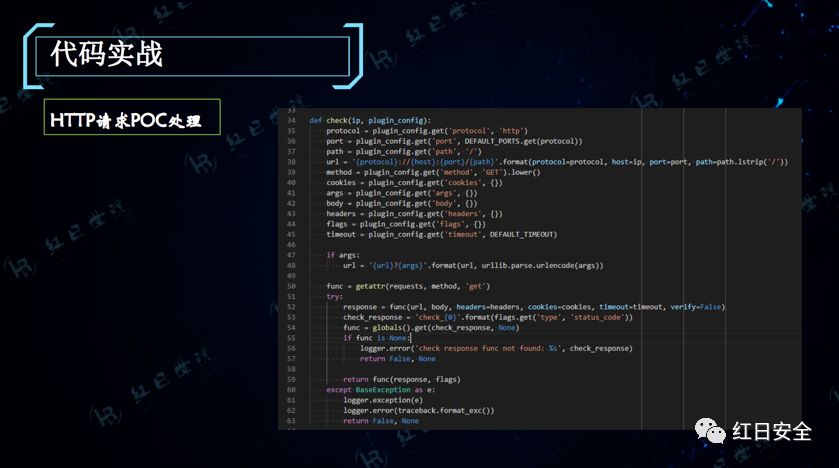 代码实战
HTTP请求POC处理
33
34 def check(ip, plugin_config):
35 protocol = plugin_config.get('protocol', 'http')
36 port = plugin_config.get('port', DEFAULT_PORTS.get(protocol))
37 path = plugin_config.get('path', '/')
38 url = '{protocol}://{host}:{port}/{path}'.format(protocol=protocol, host=ip, port=port, path=path.lstrip('/'))
39 method = plugin_config.get('method', 'GET').lower()
40 cookies = plugin_config.get('cookies', {})
41 args = plugin_config.get('args', {})
42 body = plugin_config.get('body', {})
43 headers = plugin_config.get('headers', {})
44 flags = plugin_config.get('flags', {})
45 timeout = plugin_config.get('timeout', DEFAULT_TIMEOUT)
46
47 if args:
48 url = '{url}?{args}'.format(url, urllib.parse.urlencode(args))
49
50 func = getattr(requests, method, 'get')
51 try:
52 response = func(url, body, headers=headers, cookies=cookies, timeout=timeout, verify=False)
53 check_response = 'check_{0}'.format(flags.get('type', 'status_code'))
54 func = globals().get(check_response, None)
55 if func is None:
56 logger.error('check response func not found: %s', check_response)
57 return False, None
58
59 return func(response, flags)
60 except BaseException as e:
61 logger.exception(e)
62 logger.error(traceback.format_exc())
63 return False, None
红日安全